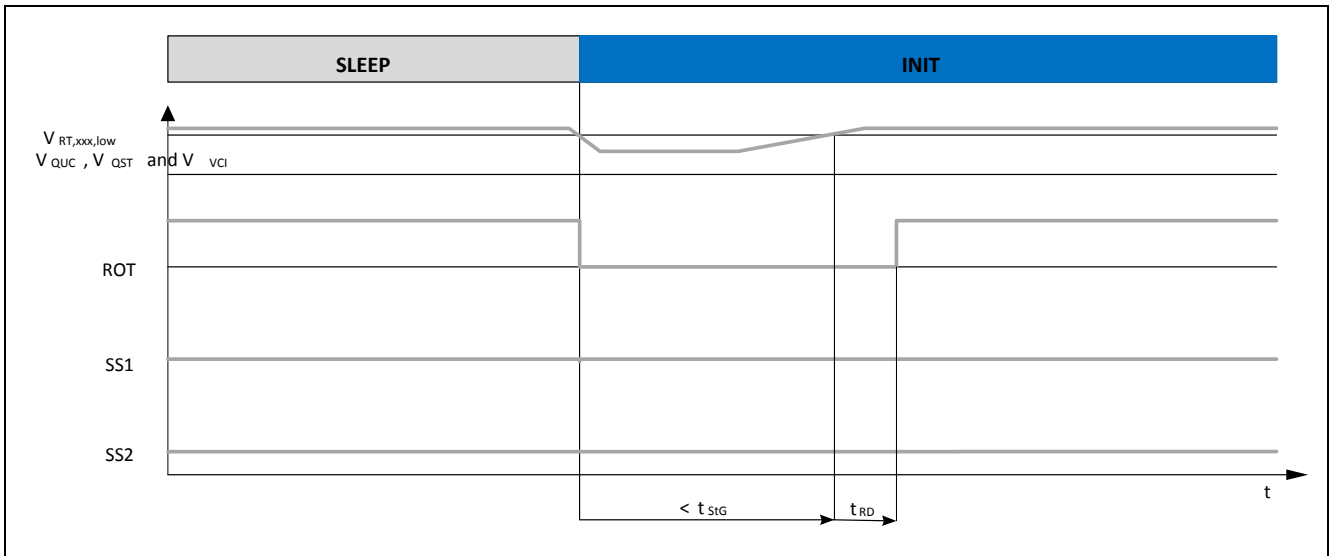 SLEEP INIT
V RT,xxx,low
V QUC , V QST and V VCI
ROT
SS1
SS2
t
< t StG t RD